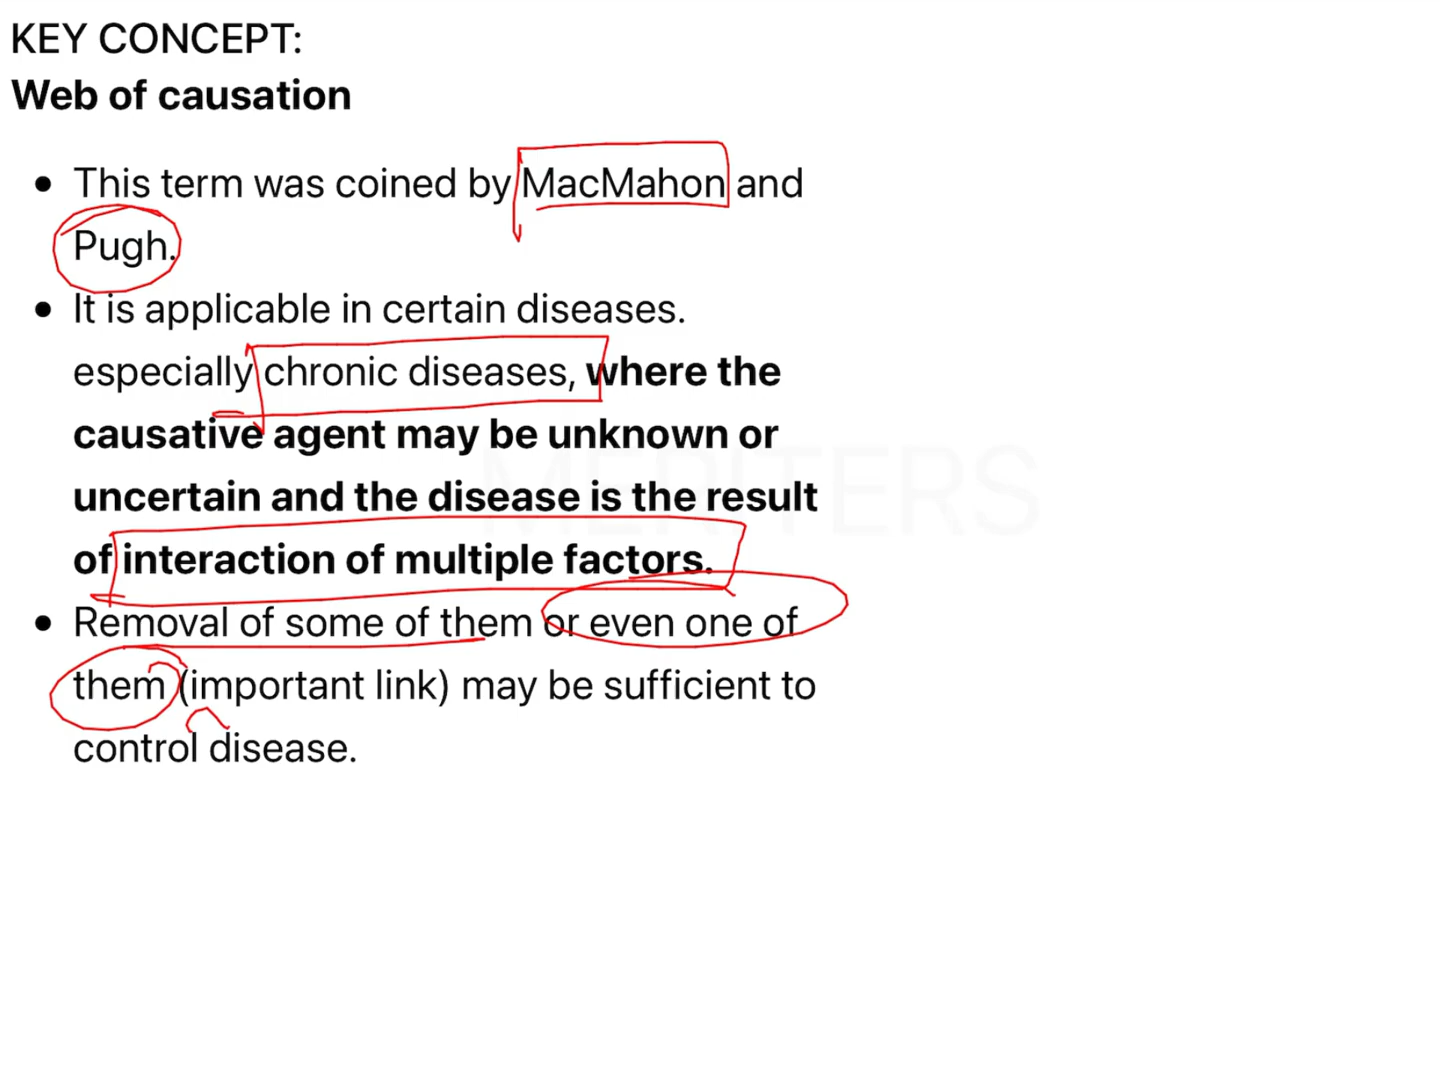 KEY CONCEPT:
Web of causation
• This term was coined by MacMahon and
Pugh.
• It is applicable in certain diseases.
especially chronic diseases, where the
causative agent may be unknown or
uncertain and the disease is the result
of interaction of multiple factors.
• Removal of some of them or even one of
them (important link) may be sufficient to
control disease.
MERITERS